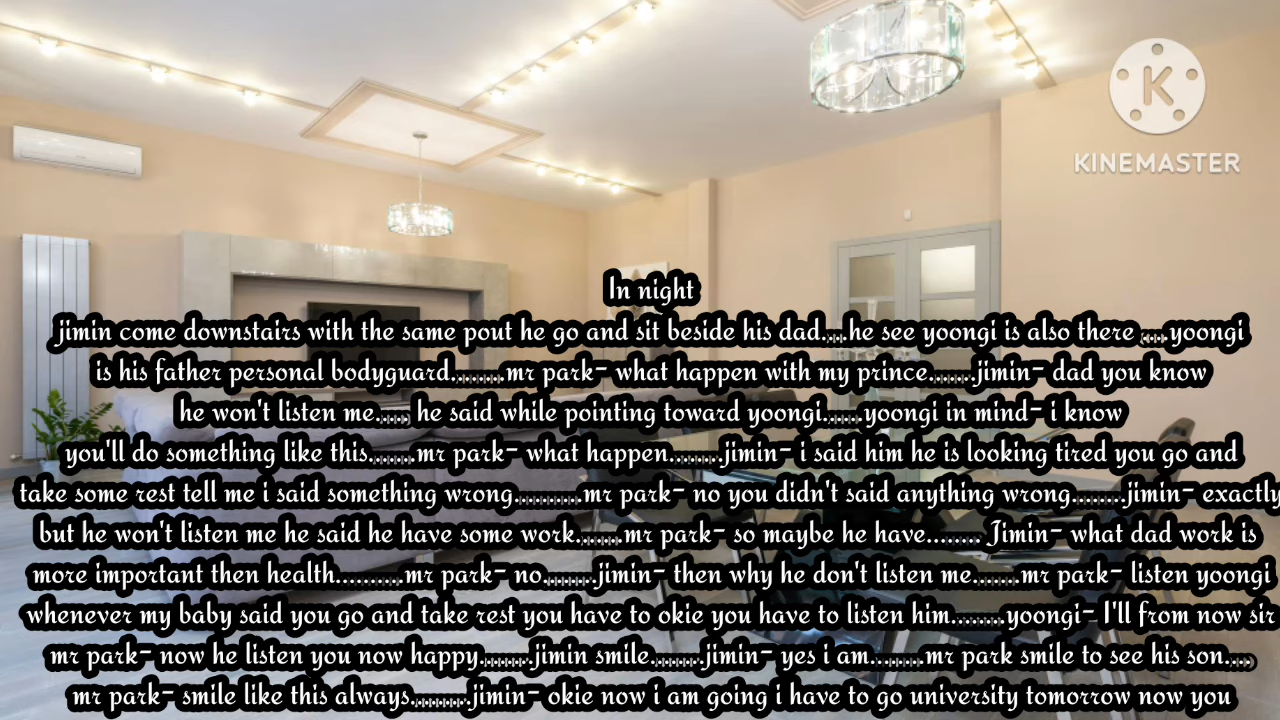 KINEMASTER
In night
jimin come downstairs with the same pout he go and sit beside his dad.....he see yoongi is also there .....yoongi
is his father personal bodyguard..........mr park- what happen with my prince.........jimin- dad you know
he won't listen me....... he said while pointing toward yoongi.......yoongi in mind- i know
you'll do something like this.........mr park- what happen..........jimin- i said him he is looking tired you go and
take some rest tell me i said something wrong............mr park- no you didn't said anything wrong.........jimin- exactly
but he won't listen me he said he have some work........mr park- so maybe he have......... Jimin- what dad work is
more important then health..........mr park- no.........jimin- then why he don't listen me........mr park- listen yoongi
whenever my baby said you go and take rest you have to okie you have to listen him.........yoongi- I'll from now sir
mr park- now he listen you now happy.........jimin smile.........jimin- yes i am..........mr park smile to see his son.....
mr park- smile like this always...........jimin- okie now i am going i have to go university tomorrow now you